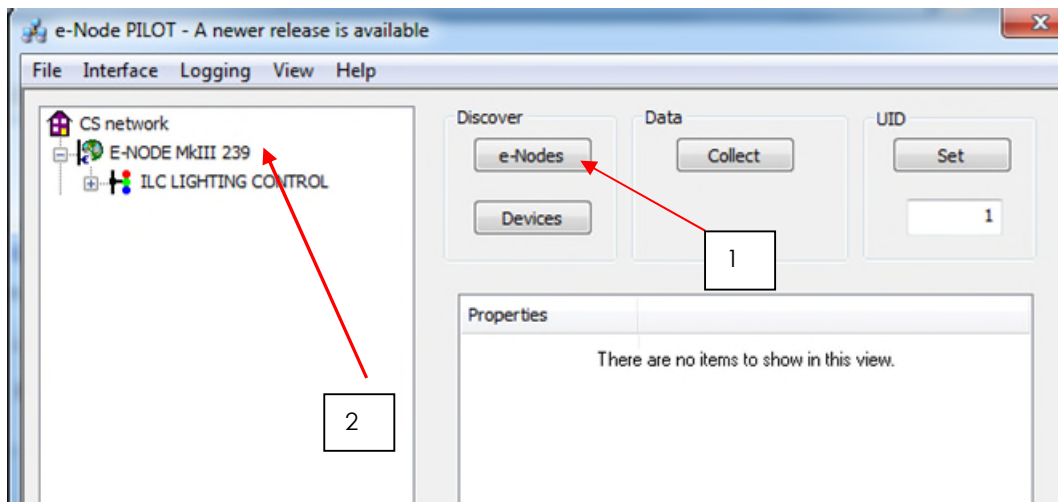 e-Node PILOT - A newer release is available
File Interface Logging View Help
CS network
E-NODE MkIII 239
ILC LIGHTING CONTROL
Discover
e-Nodes
Devices
Data
Collect
UID
Set
1
1
2
Properties
There are no items to show in this view.